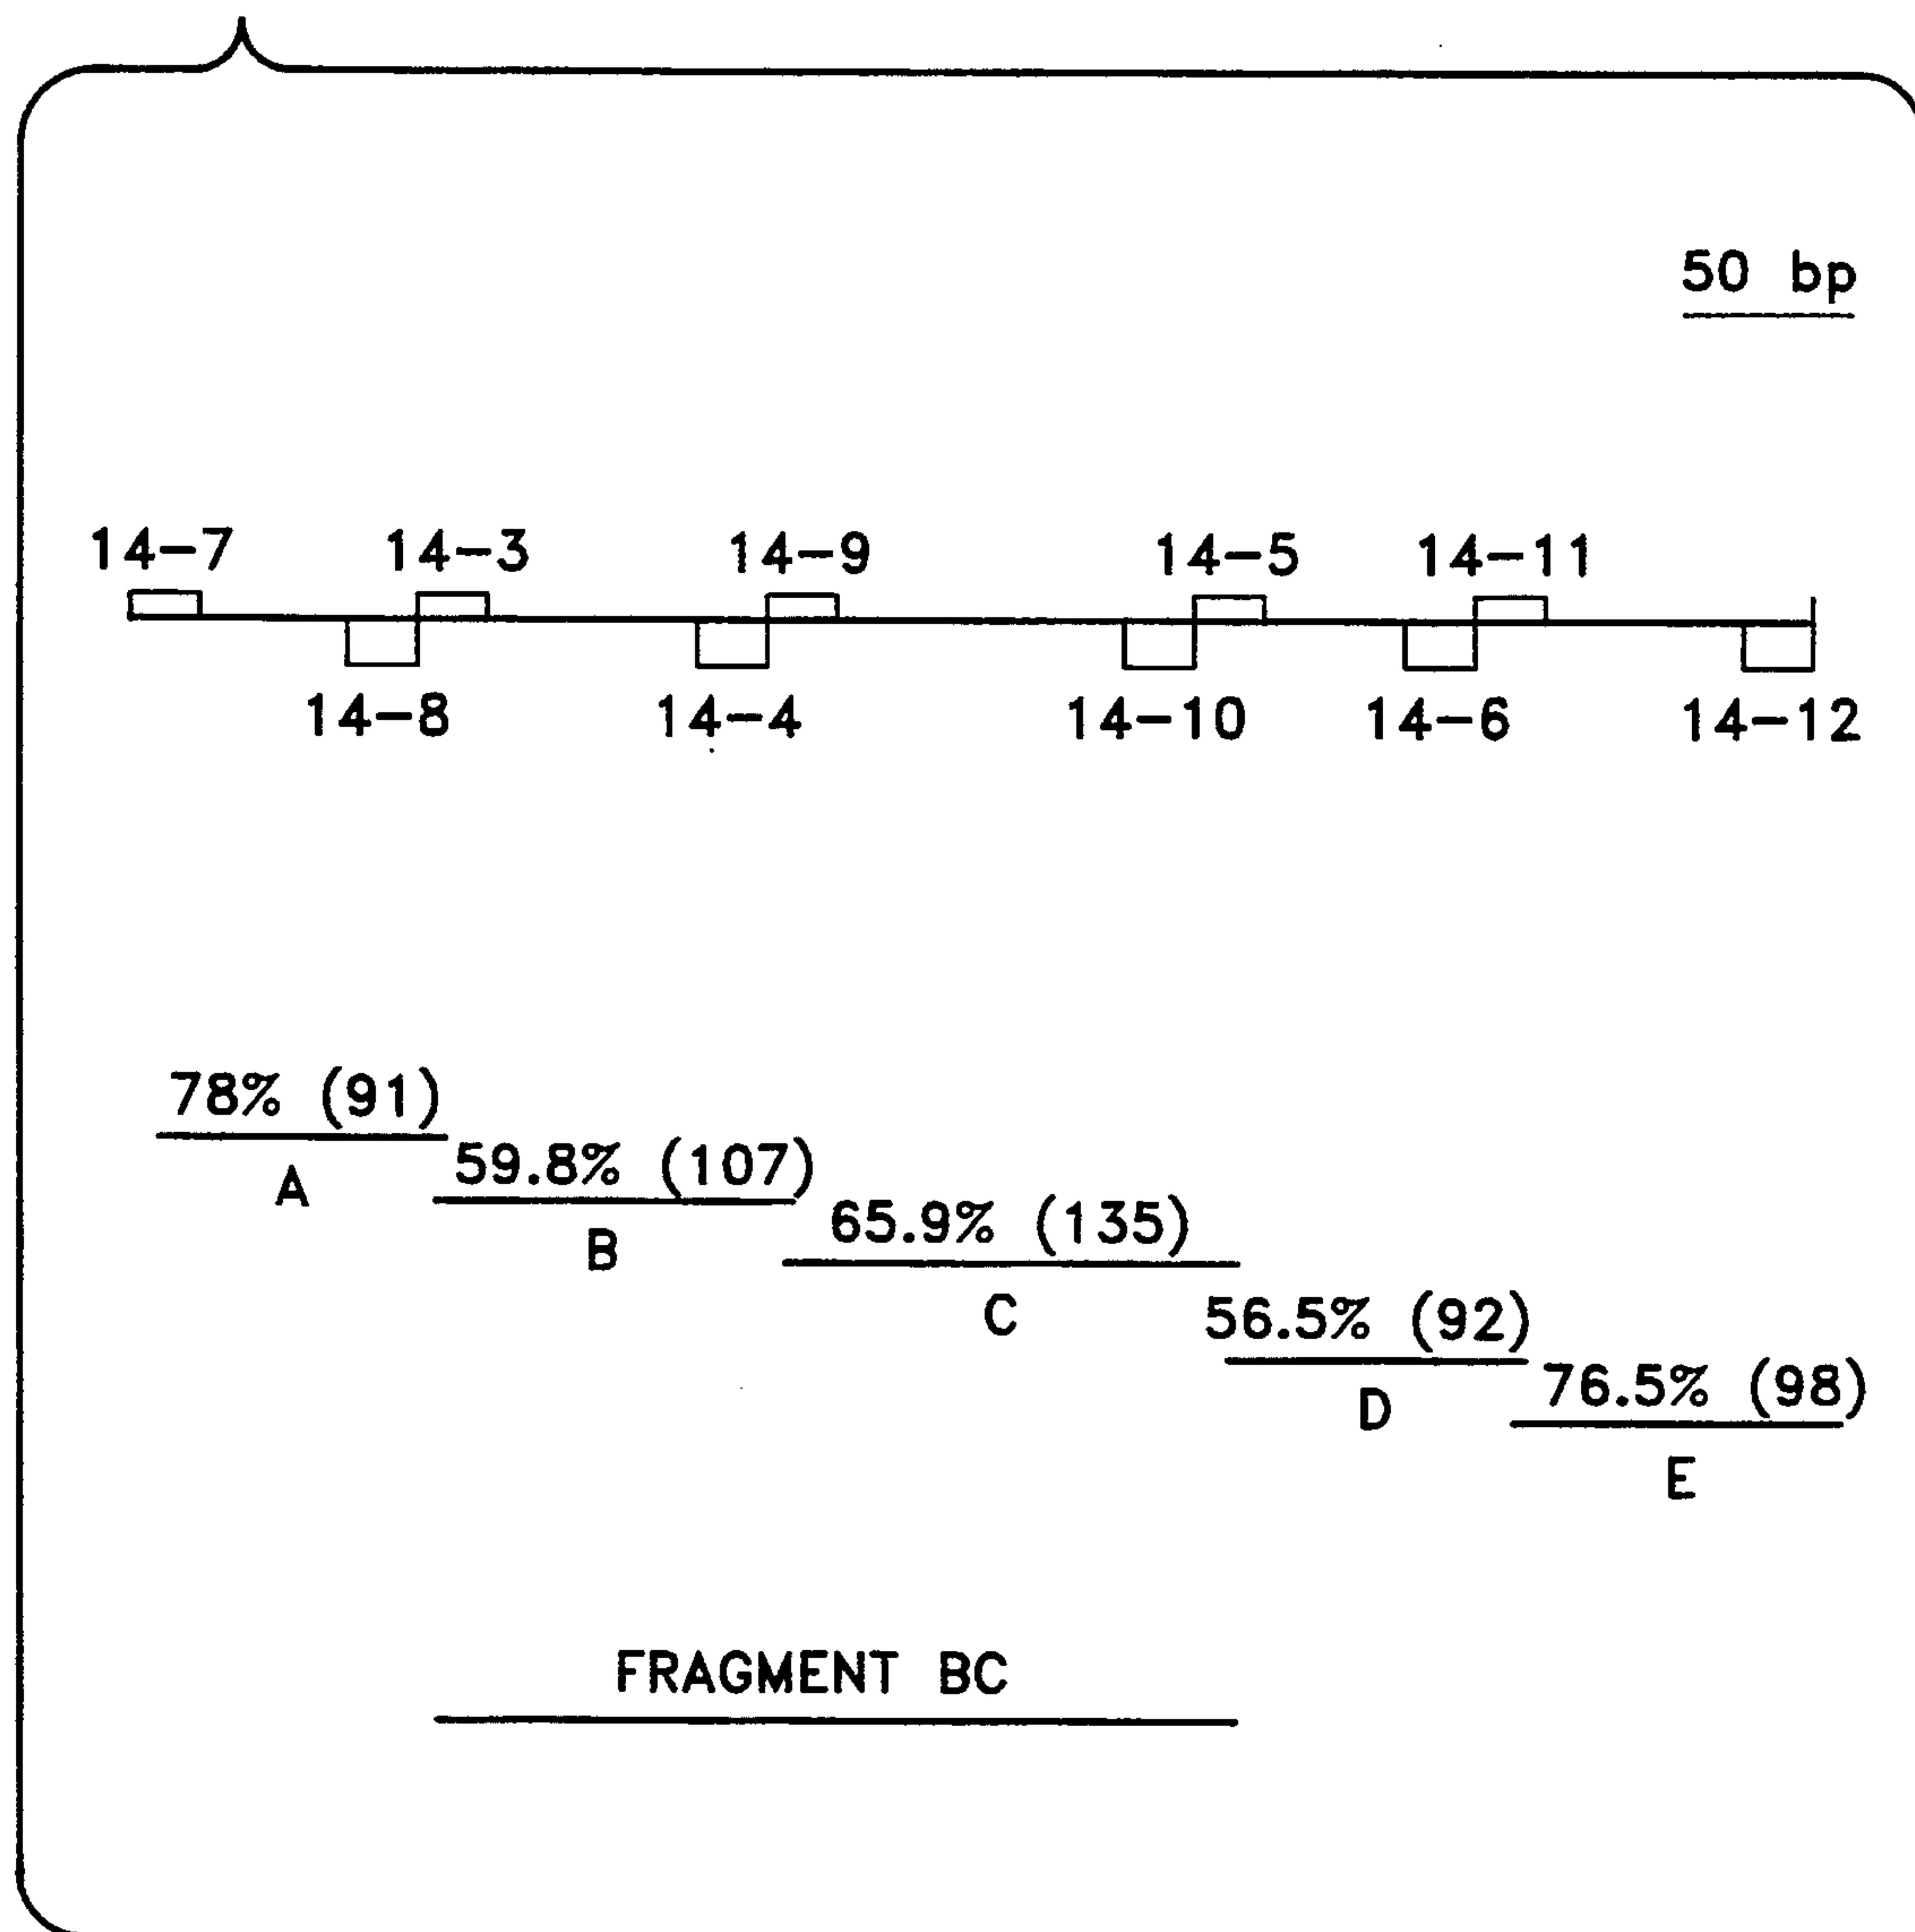 50 bp
14-7 14-3 14-9 14-5 14-11
14-8 14-4 14-10 14-6 14-12
78% (91)
A
59.8% (107)
B
65.9% (135)
C
56.5% (92)
D
76.5% (98)
E
FRAGMENT BC